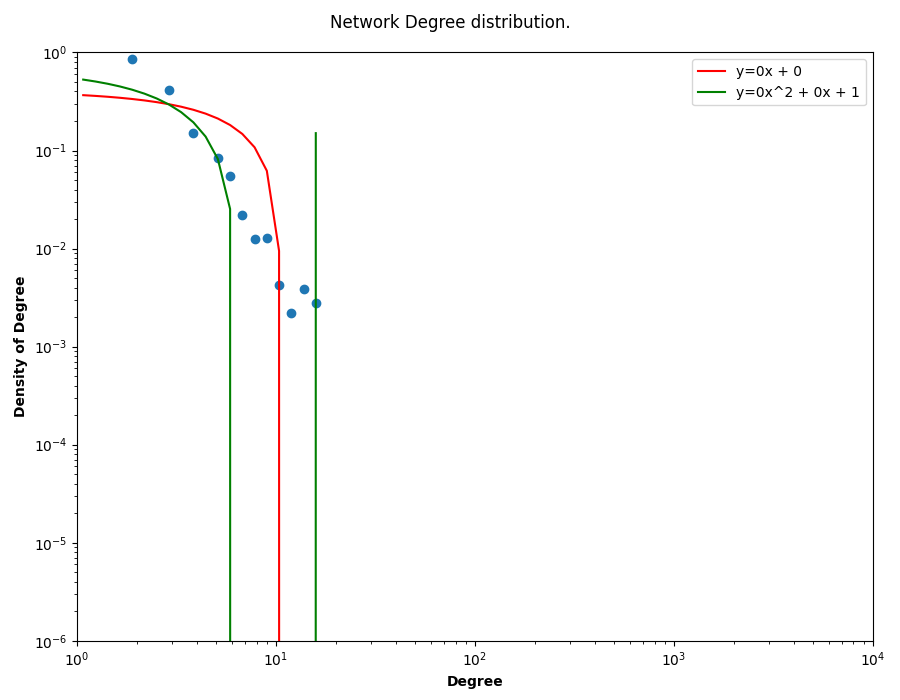 Network Degree distribution.
10^0
10^-1
10^-2
10^-3
10^-4
10^-5
10^-6
Density of Degree
y=0x + 0
y=0x^2 + 0x + 1
10^0 10^1 10^2 10^3 10^4
Degree